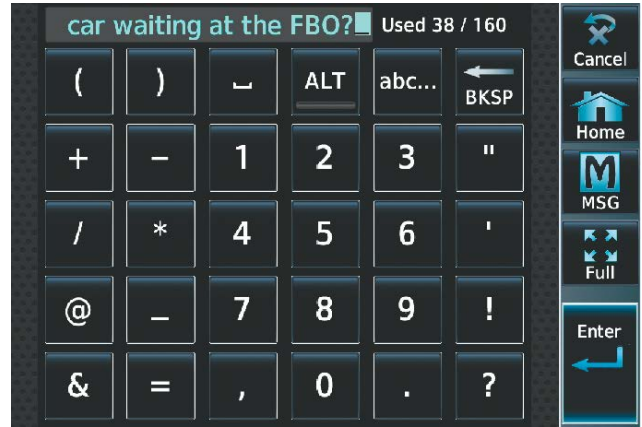 car waiting at the FBO? Used 38 / 160
Cancel
( ) ⎵ ALT abc... BKSP
Home
+ – 1 2 3 "
MSG
/ * 4 5 6 '
Full
@ _ 7 8 9 !
Enter
& = , 0 . ?